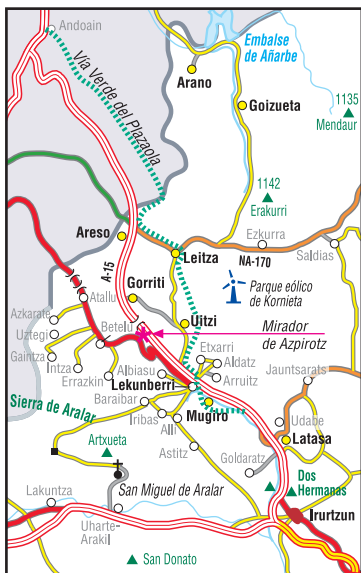 Andoain
Vía Verde del Plazaola
Embalse
de Añarbe
Arano
Goizueta
1135
Mendaur
1142
Erakurri
Areso
A-15
Ezkurra
NA-170
Saldias
Leitza
Gorriti
Parque eólico
de Kornieta
Atallu
Azkarate
Uztegi
Gaintza
Betelu
Uitzi
Mirador
de Azpirotz
Intza
Errazkin
Albiasu
Etxarri
Aldatz
Lekunberri
Arruitz
Jauntsarats
Baraibar
Mugiro
Sierra de Aralar
Iribas
Alli
Udabe
Latasa
Artxueta
Astitz
Goldaratz
Lakuntza
San Miguel de Aralar
Dos
Hermanas
Uharte-
Arakil
Irurtzun
San Donato